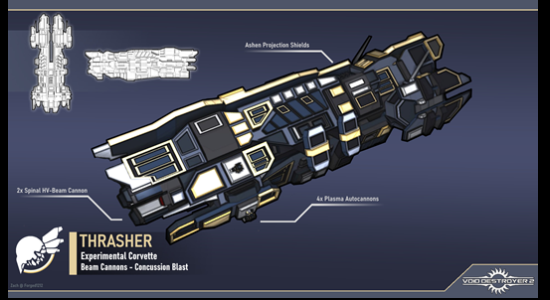 Ashen Projection Shields
2x Spinal HV-Beam Cannon
4x Plasma Autocannons
THRASHER
Experimental Corvette
Beam Cannons - Concussion Blast
VOID DESTROYER 2